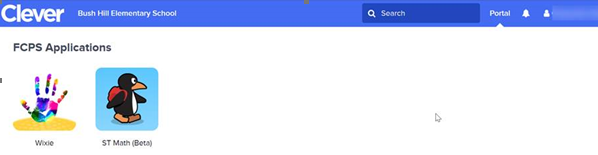 Clever Bush Hill Elementary School Search Portal
FCPS Applications
Wixie ST Math (Beta)